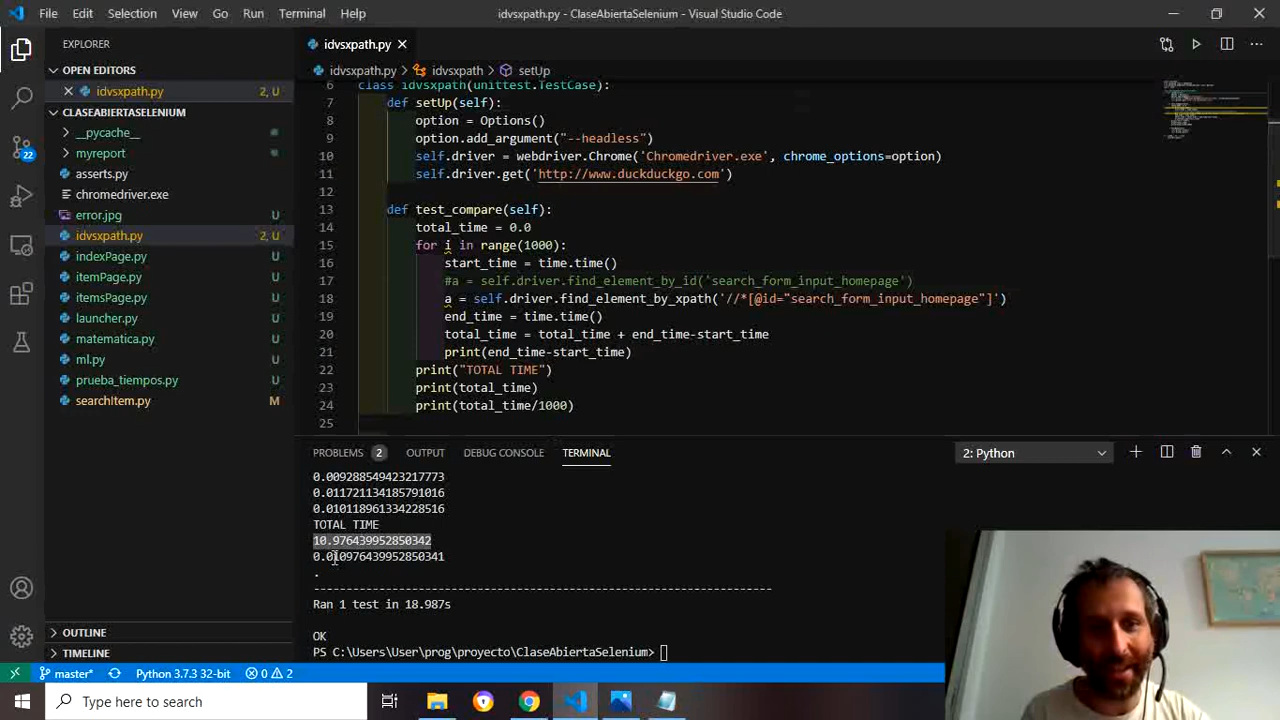 File Edit Selection View Go Run Terminal Help
idvsxpath.py - ClaseAbiertaSelenium - Visual Studio Code
EXPLORER
OPEN EDITORS
idvsxpath.py 2, U
CLASEABIERTASELENIUM
__pycache__
myreport
asserts.py
chromedriver.exe
error.jpg U
idvsxpath.py 2, U
indexPage.py U
itemPage.py U
itemsPage.py U
launcher.py U
matematica.py U
ml.py U
prueba_tiempos.py U
searchItem.py M
OUTLINE
TIMELINE
22
idvsxpath.py
idvsxpath.py > idvsxpath > setUp
6 class idvsxpath(unittest.TestCase):
7 def setUp(self):
8 option = Options()
9 option.add_argument("--headless")
10 self.driver = webdriver.Chrome('Chromedriver.exe', chrome_options=option)
11 self.driver.get('http://www.duckduckgo.com')
12
13 def test_compare(self):
14 total_time = 0.0
15 for i in range(1000):
16 start_time = time.time()
17 #a = self.driver.find_element_by_id('search_form_input_homepage')
18 a = self.driver.find_element_by_xpath('//*[@id="search_form_input_homepage"]')
19 end_time = time.time()
20 total_time = total_time + end_time-start_time
21 print(end_time-start_time)
22 print("TOTAL TIME")
23 print(total_time)
24 print(total_time/1000)
25
PROBLEMS 2 OUTPUT DEBUG CONSOLE TERMINAL
2: Python
0.009288549423217773
0.011721134185791016
0.010118961334228516
TOTAL TIME
10.976439952850342
0.010976439952850341
.
----------------------------------------------------------------------
Ran 1 test in 18.987s
OK
PS C:\Users\User\prog\proyecto\ClaseAbiertaSelenium>
master* Python 3.7.3 32-bit 0 2
Type here to search